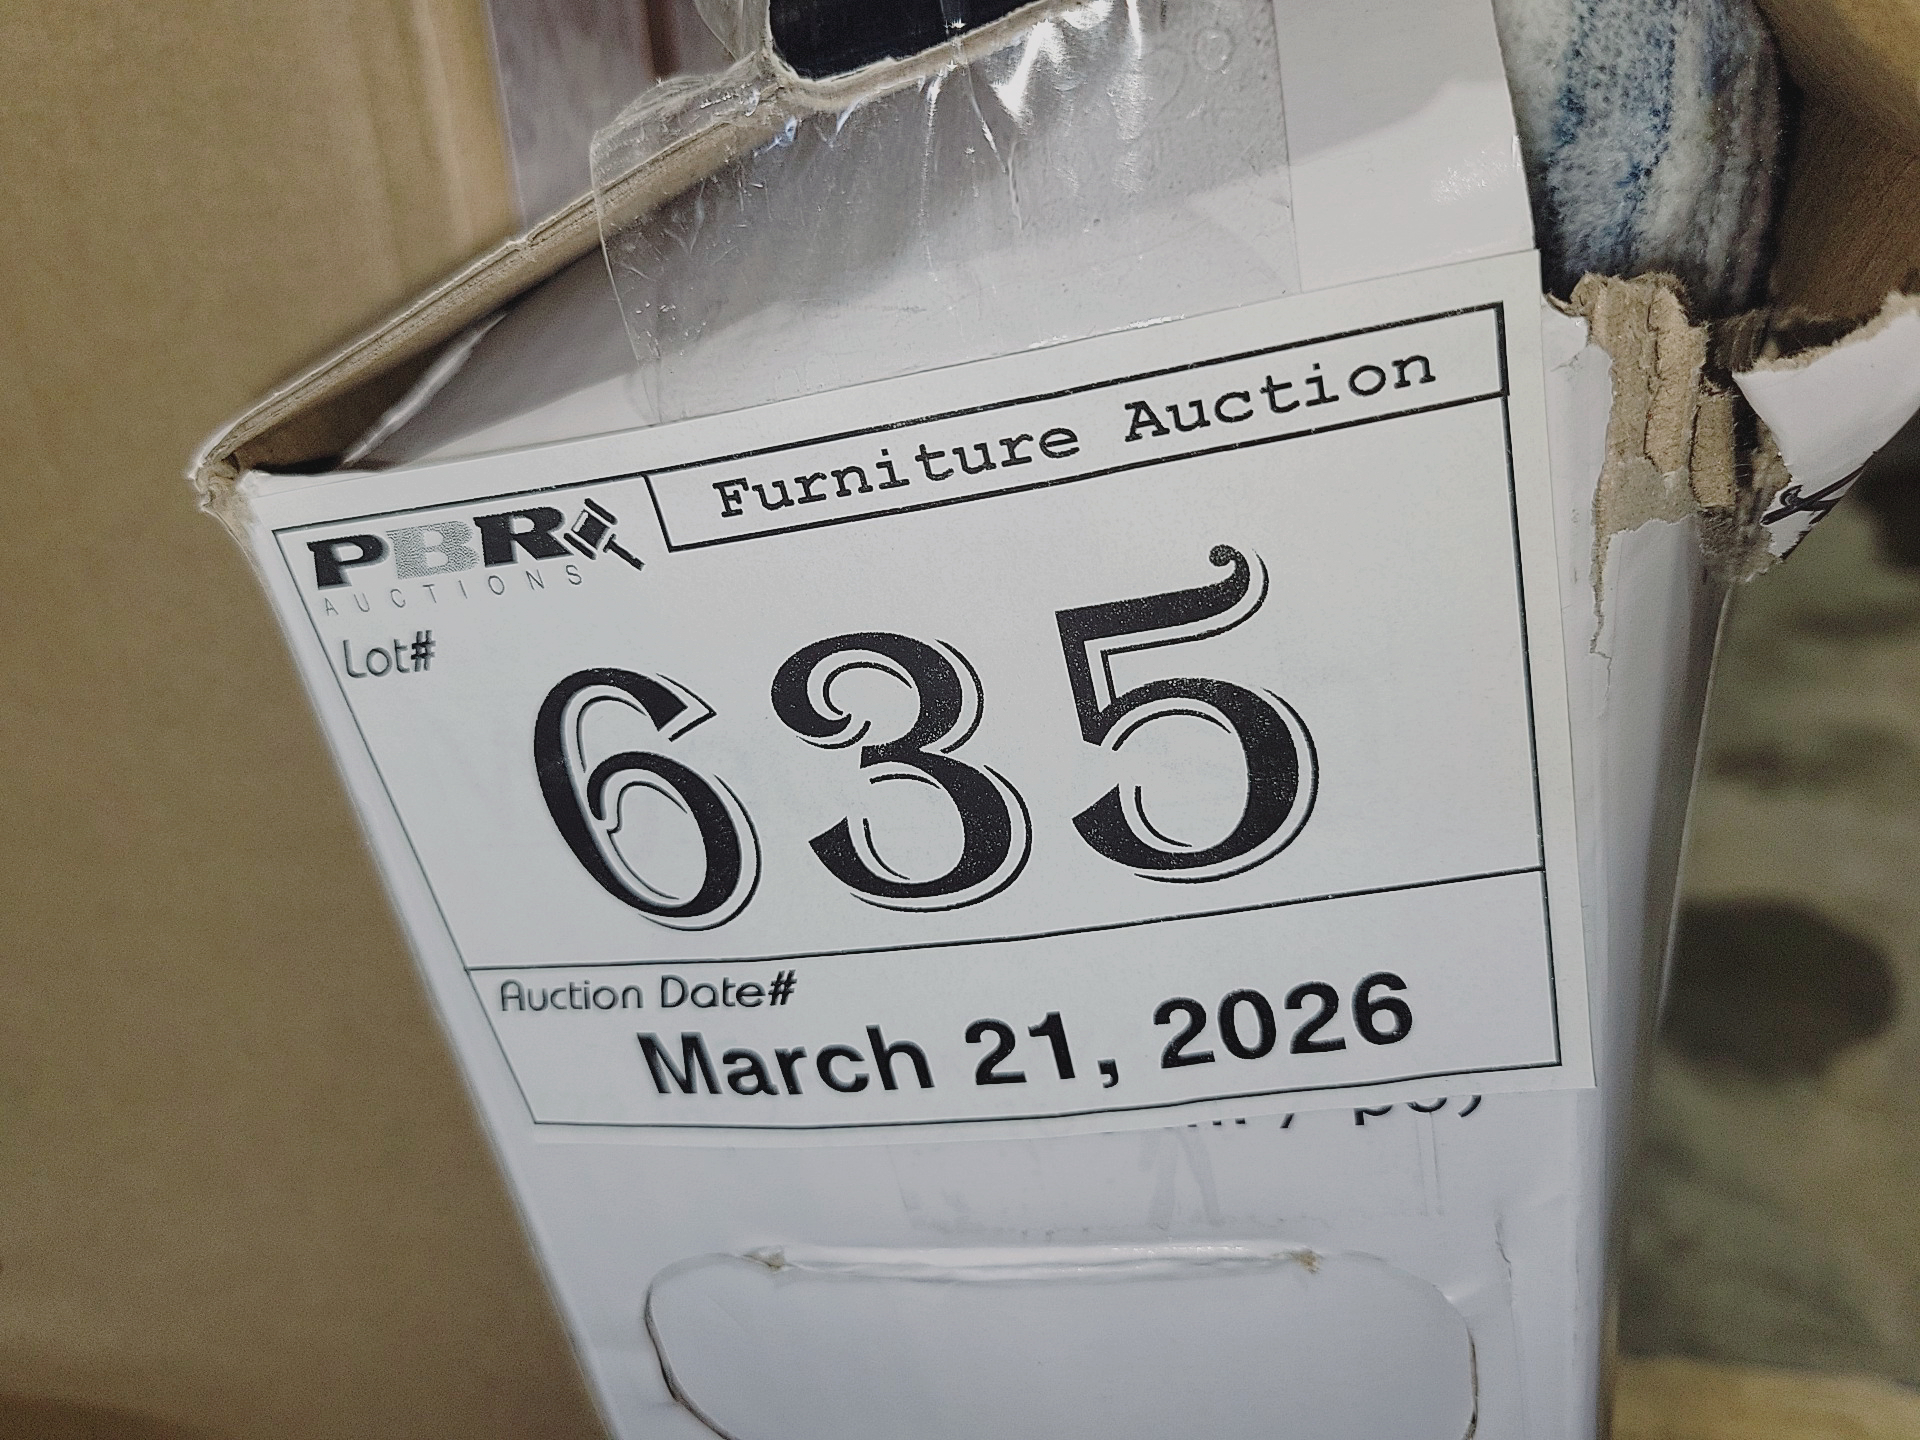 Furniture Auction
PBR
AUCTIONS
Lot#
635
Auction Date#
March 21, 2026